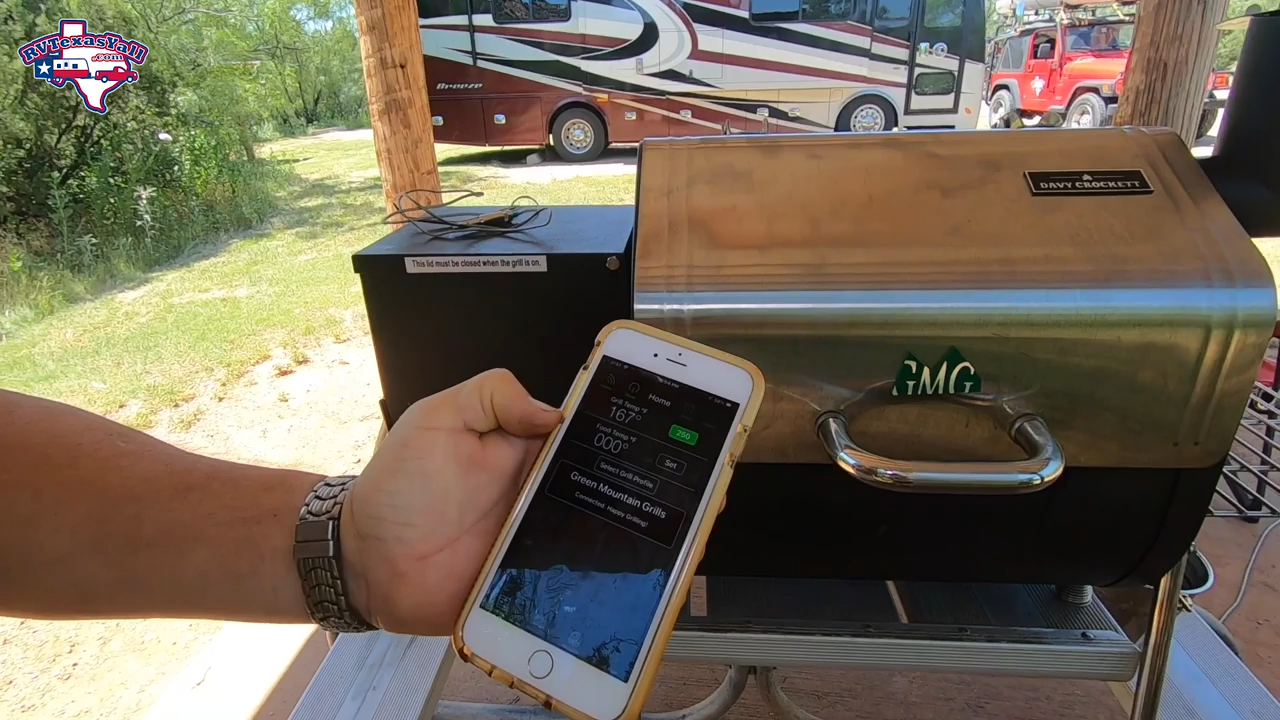 RVTexasYall
.com
Breeze
DAVY CROCKETT
This lid must be closed when the grill is on.
GMG
Home
Grill Temp °F
167°
250
Food Temp °F
000°
Set
Select Grill Profile
Green Mountain Grills
Connected. Happy Grilling!